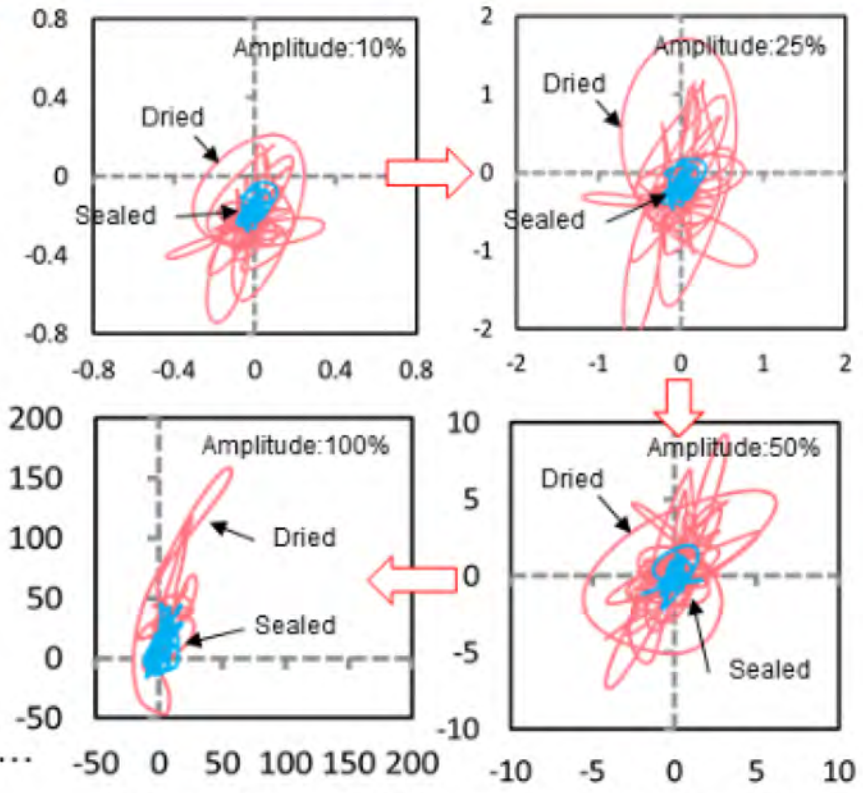 0.8
Amplitude:10%
0.4
Dried
0
Sealed
-0.4
-0.8
-0.8 -0.4 0 0.4 0.8
2
Amplitude:25%
1
Dried
0
Sealed
-1
-2
-2 -1 0 1 2
200
Amplitude:100%
150
100
Dried
50
Sealed
0
-50
-50 0 50 100 150 200
10
Amplitude:50%
Dried
5
0
-5
Sealed
-10
-10 -5 0 5 10
...